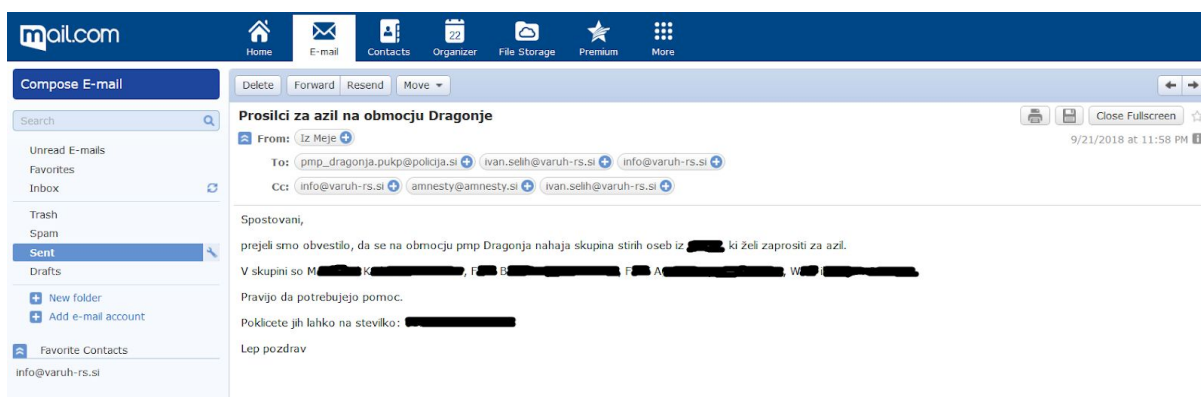 mail.com
Home E-mail Contacts 22 Organizer File Storage Premium More
Compose E-mail
Delete Forward Resend Move
Search
Prosilci za azil na obmocju Dragonje
Close Fullscreen
From: Iz Meje
9/21/2018 at 11:58 PM
To: pmp_dragonja.pukp@policija.si ivan.selih@varuh-rs.si info@varuh-rs.si
Cc: info@varuh-rs.si amnesty@amnesty.si ivan.selih@varuh-rs.si
Unread E-mails
Favorites
Inbox
Trash
Spam
Sent
Drafts
New folder
Add e-mail account
Favorite Contacts
info@varuh-rs.si
Spostovani,
prejeli smo obvestilo, da se na obmocju pmp Dragonja nahaja skupina stirih oseb iz ki želi zaprositi za azil.
V skupini so M K , F B , F A , W i
Pravijo da potrebujejo pomoc.
Poklicete jih lahko na stevilko:
Lep pozdrav